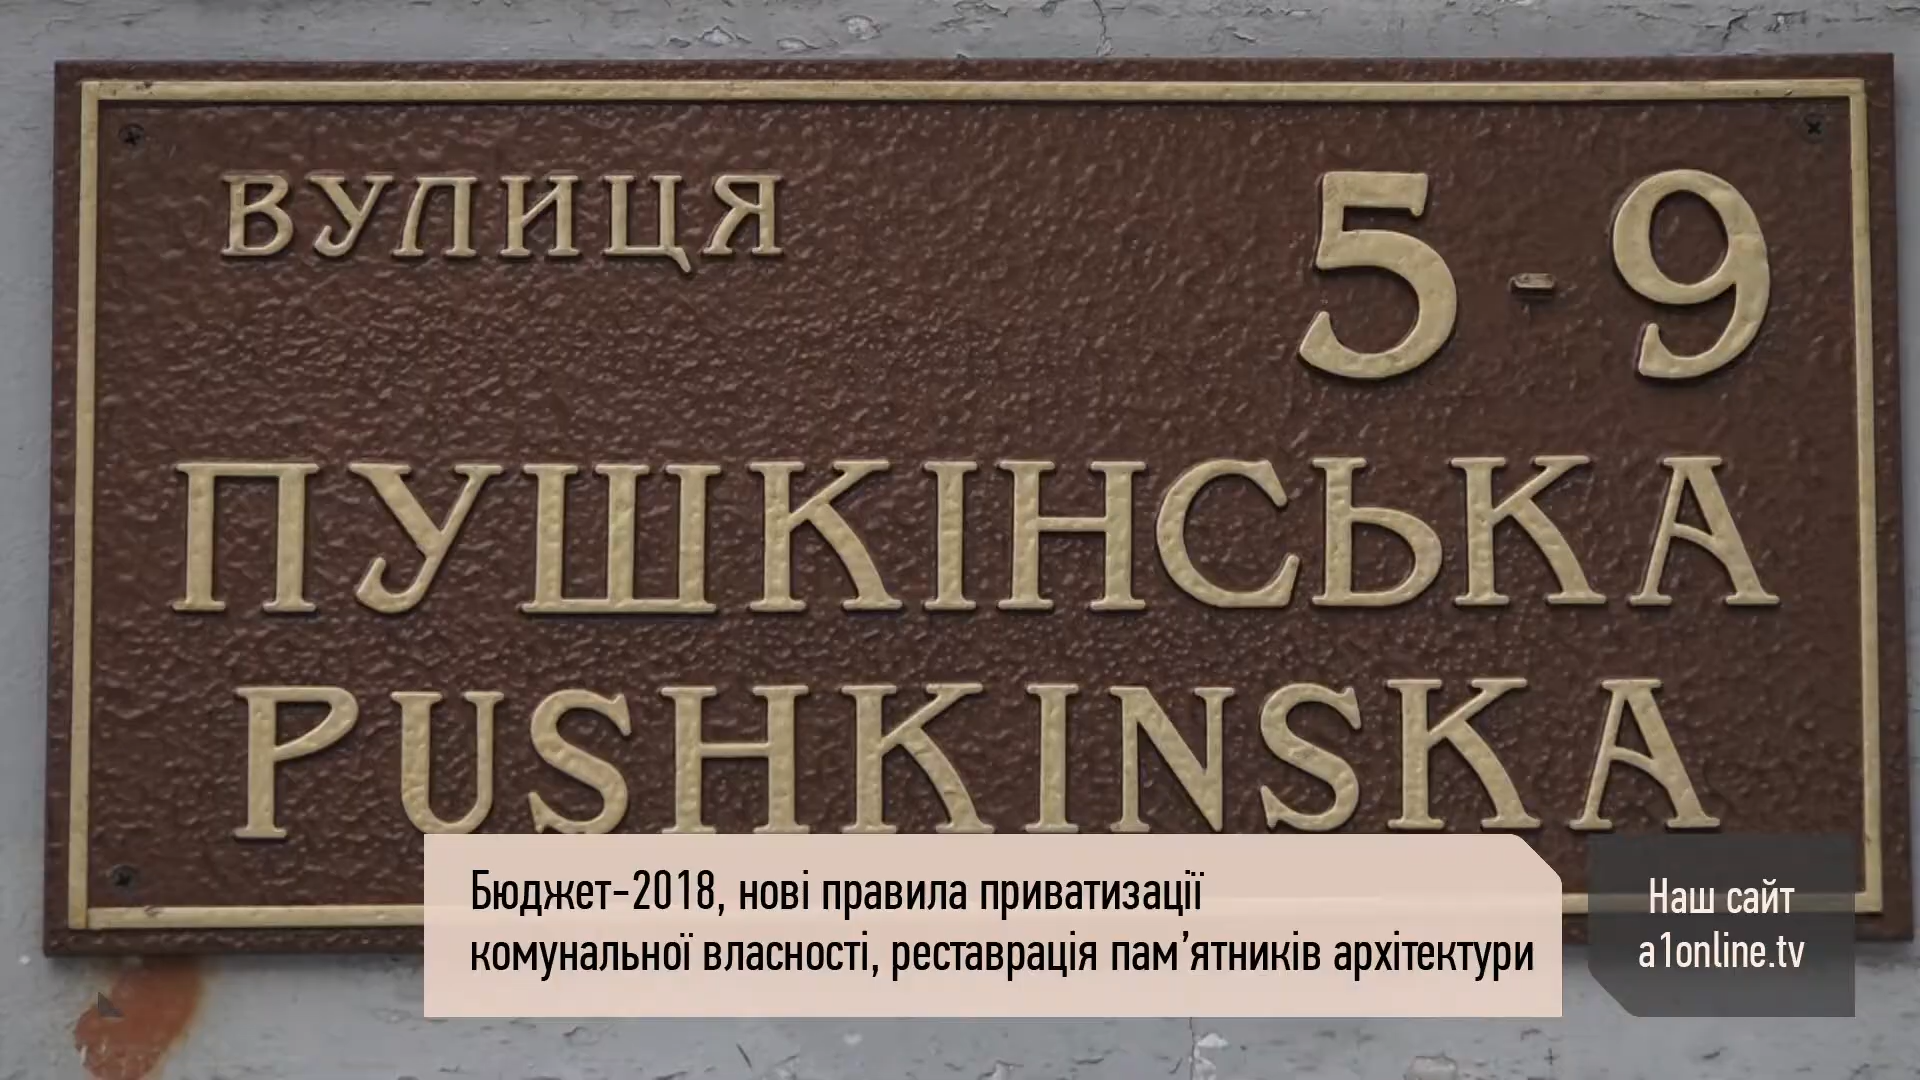 ВУЛИЦЯ 5-9
ПУШКІНСЬКА
PUSHKINSKA
Бюджет-2018, нові правила приватизації
комунальної власності, реставрація пам’ятників архітектури
Наш сайт
a1online.tv